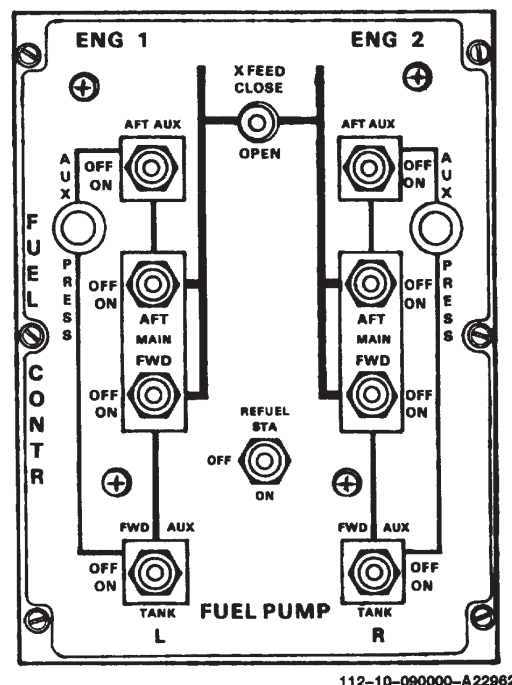 ENG 1
ENG 2
X FEED
CLOSE
OPEN
AFT AUX
OFF
ON
AUX
PRESS
AFT AUX
OFF
ON
AUX
PRESS
FUEL
CONTR
OFF
ON
AFT
MAIN
FWD
OFF
ON
OFF
ON
AFT
MAIN
FWD
OFF
ON
REFUEL
STA
OFF
ON
FWD AUX
OFF
ON
TANK
L
FUEL PUMP
FWD AUX
OFF
ON
TANK
R
112-10-090000-A22962